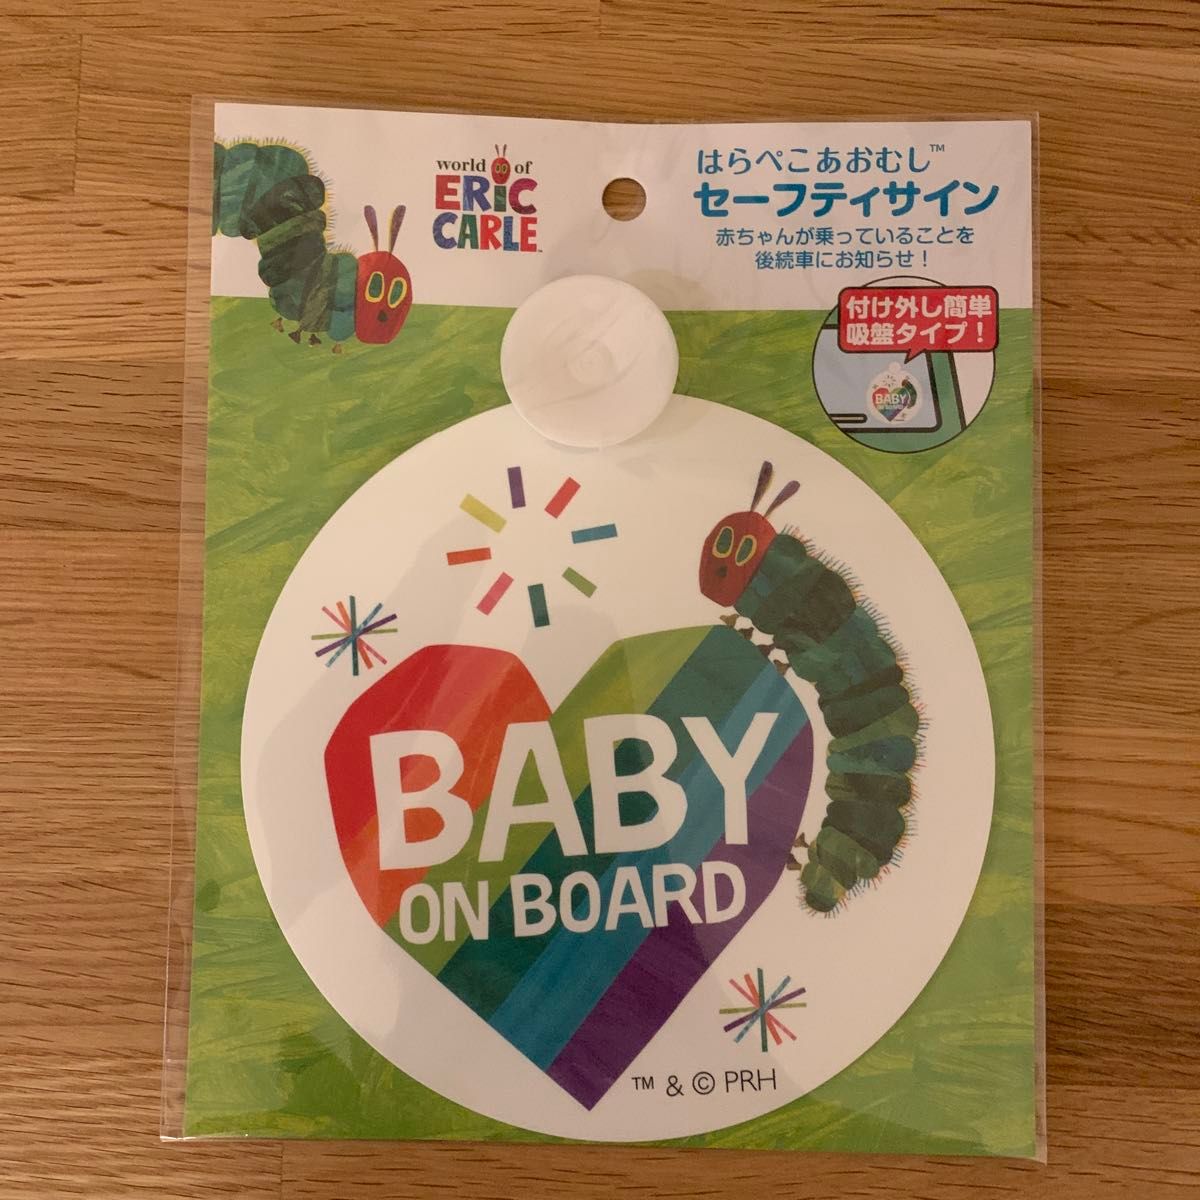 world of
ERIC
CARLE™
はらぺこあおむし™
セーフティサイン
赤ちゃんが乗っていることを
後続車にお知らせ！
付け外し簡単
吸盤タイプ！
BABY
ON BOARD
BABY
ON BOARD
™ & © PRH